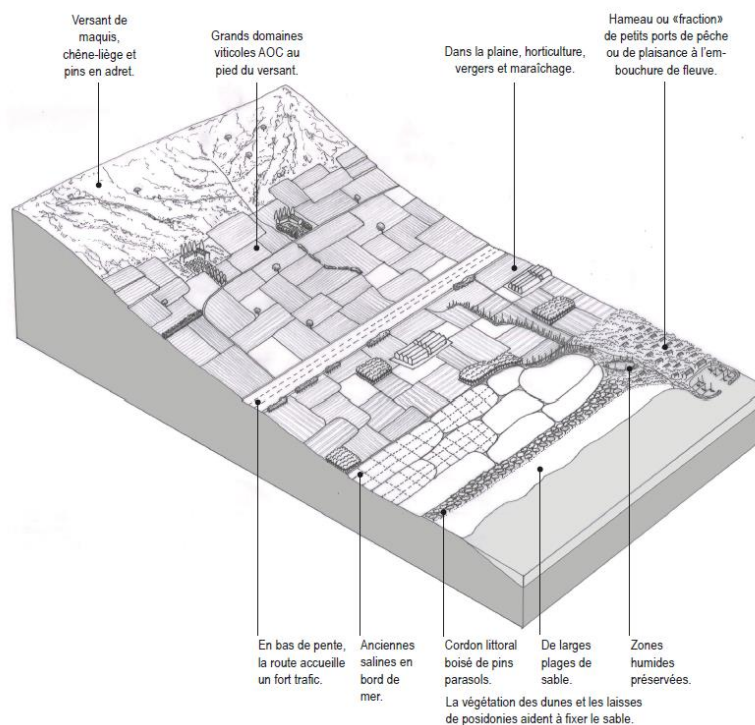 Versant de
maquis,
chêne-liège et
pins en adret.
Grands domaines
viticoles AOC au
pied du versant.
Dans la plaine, horticulture,
vergers et maraîchage.
Hameau ou «fraction»
de petits ports de pêche
ou de plaisance à l'em-
bouchure de fleuve.
En bas de pente,
la route accueille
un fort trafic.
Anciennes
salines en
bord de
mer.
Cordon littoral
boisé de pins
parasols.
De larges
plages de
sable.
Zones
humides
préservées.
La végétation des dunes et les laisses
de posidonies aident à fixer le sable.